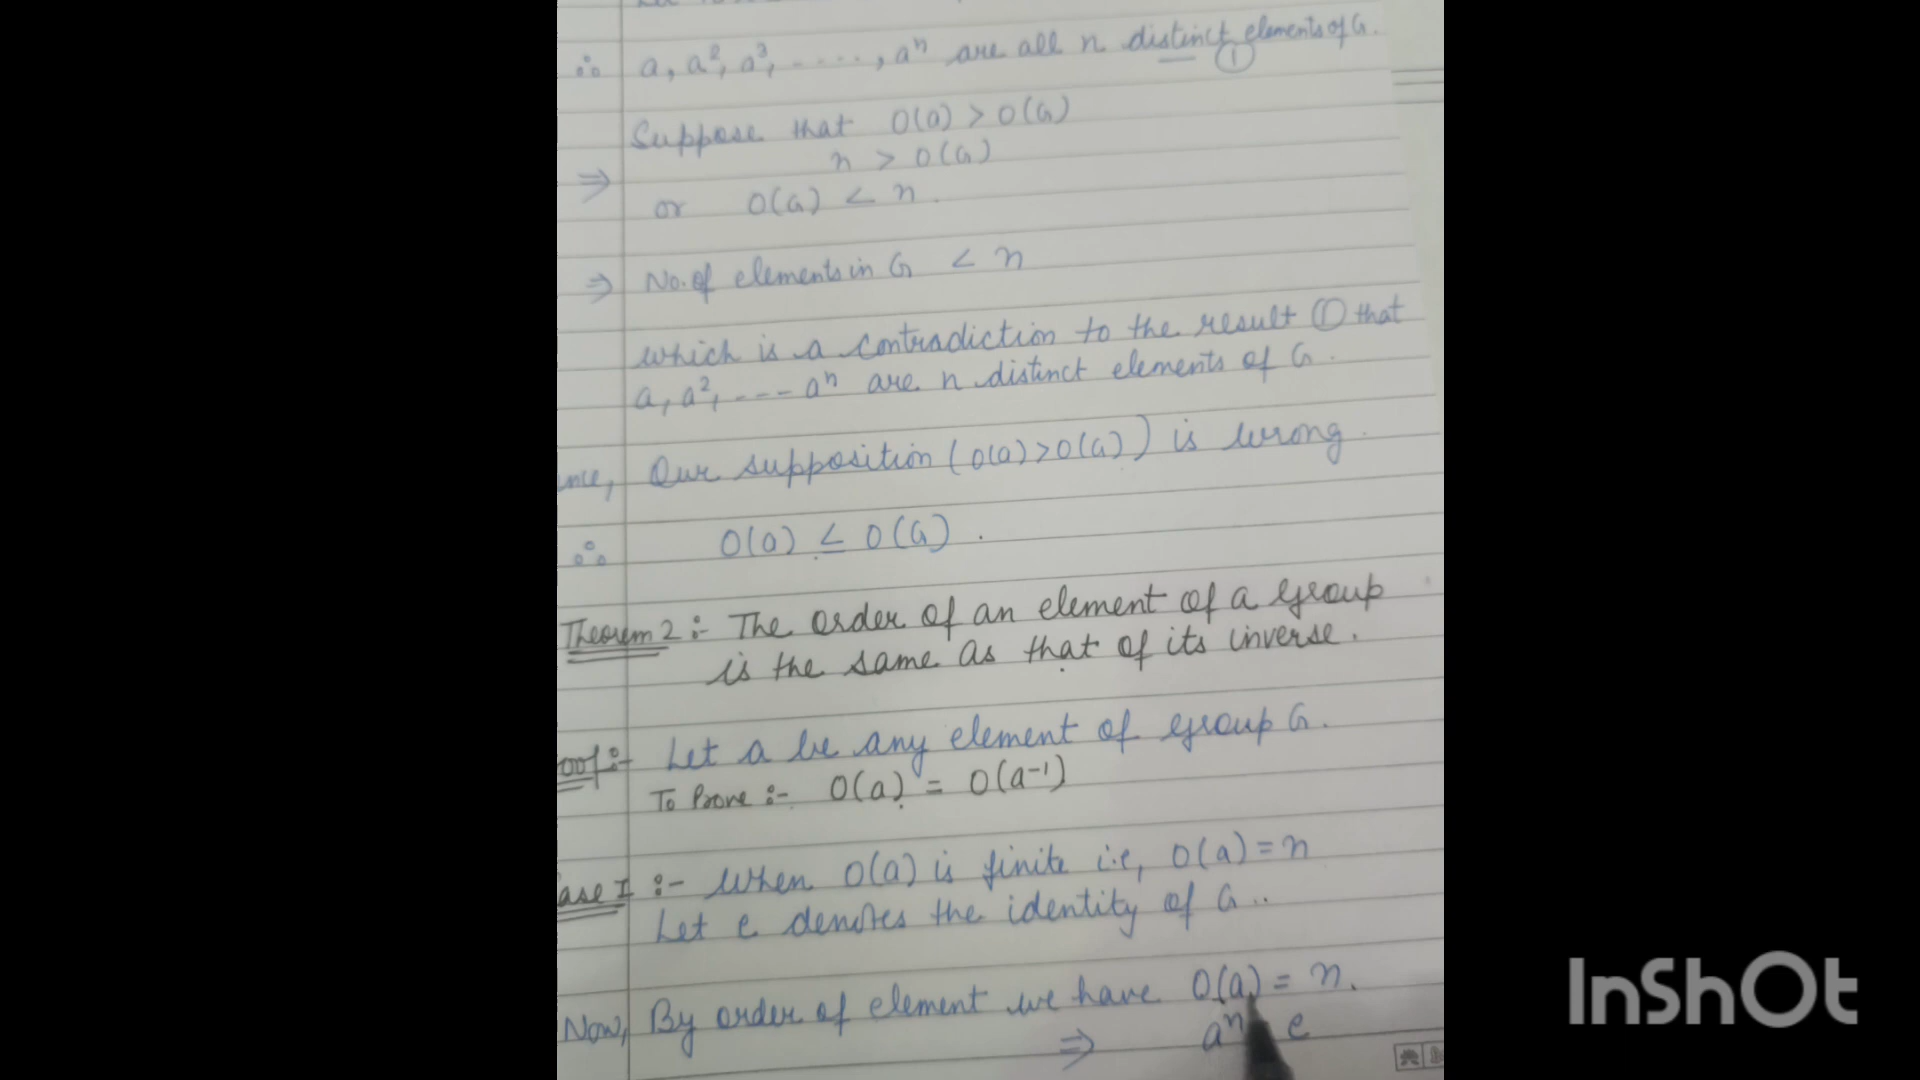 ∴ a, a², a³, ....., aⁿ are all n distinct elements of G.
①
Suppose that O(a) > O(G)
⇒ n > O(G)
or O(G) < n.
⇒ No. of elements in G < n
which is a contradiction to the result ① that
a, a², ---- aⁿ are n distinct elements of G.
nce, Our supposition (O(a) > O(G)) is wrong.
∴ O(a) ≤ O(G).
Theorem 2 :- The order of an element of a group
is the same as that of its inverse.
oof :- Let a be any element of group G.
To Prove :- O(a) = O(a-1)
ase I :- When O(a) is finite i.e, O(a) = n
Let e denotes the identity of G..
Now, By order of element we have O(a) = n.
⇒ aⁿ e
InShOt